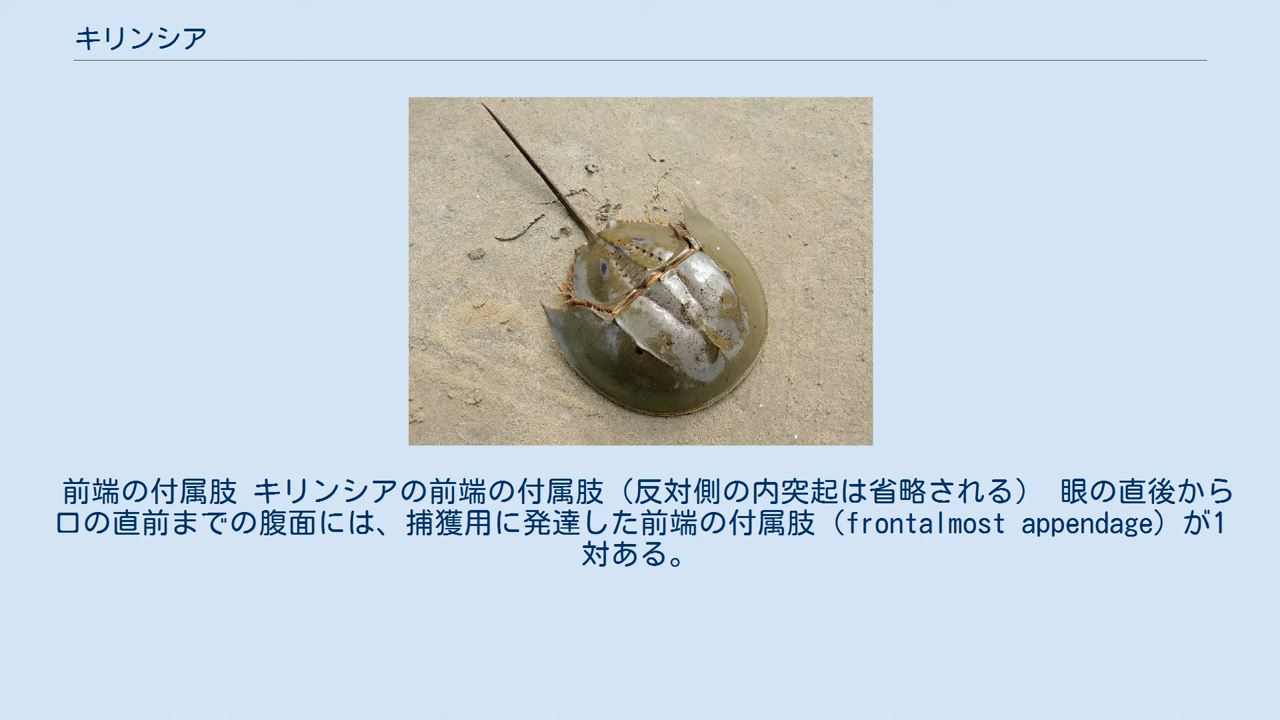 キリンシア
前端の付属肢 キリンシアの前端の付属肢（反対側の内突起は省略される） 眼の直後から
口の直前までの腹面には、捕獲用に発達した前端の付属肢（frontalmost appendage）が1
対ある。